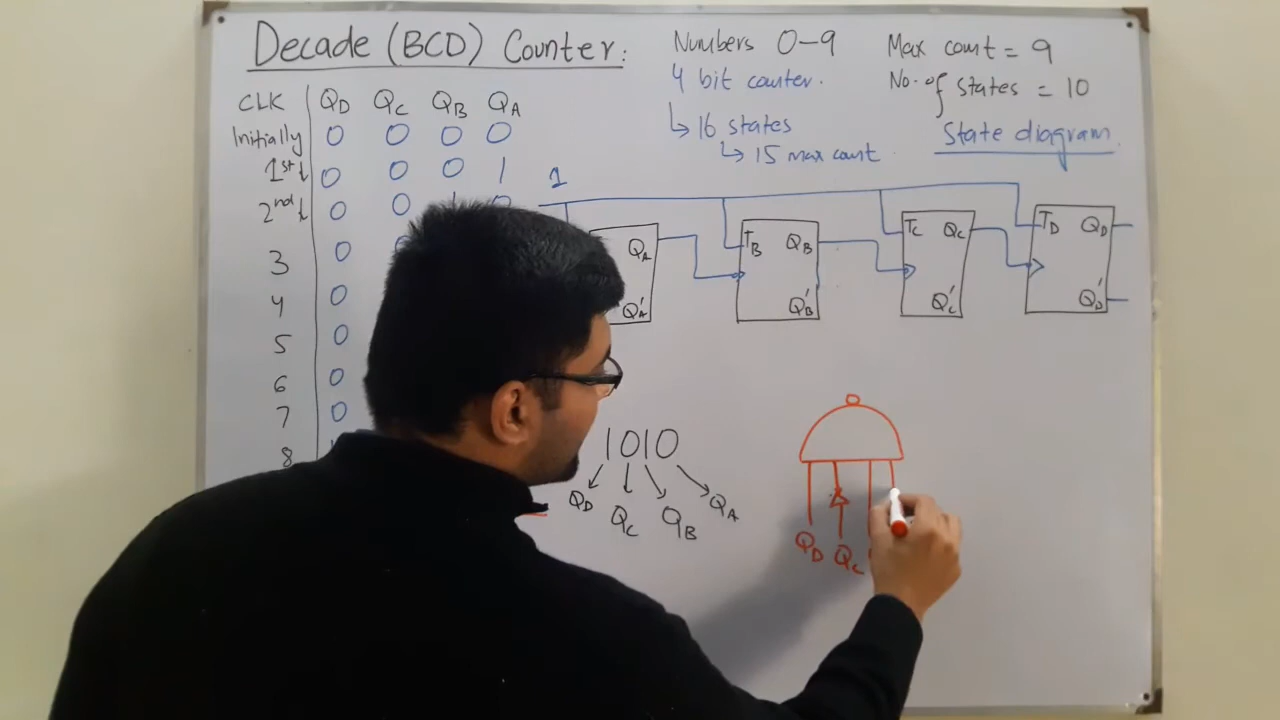 Decade (BCD) Counter:
Numbers 0-9
4 bit counter.
↳ 16 states
↳ 15 max count
Max count = 9
No. of states = 10
State diagram
CLK QD QC QB QA
Initially 0 0 0 0
1st↓ 0 0 0 1
2nd↓ 0 0 1 0
3 0
4 0
5 0
6 0
7 0
8
1
QA
QA'
TB QB
QB'
TC QC
QC'
TD QD
QD'
1010
QD QC QB QA
QD QC